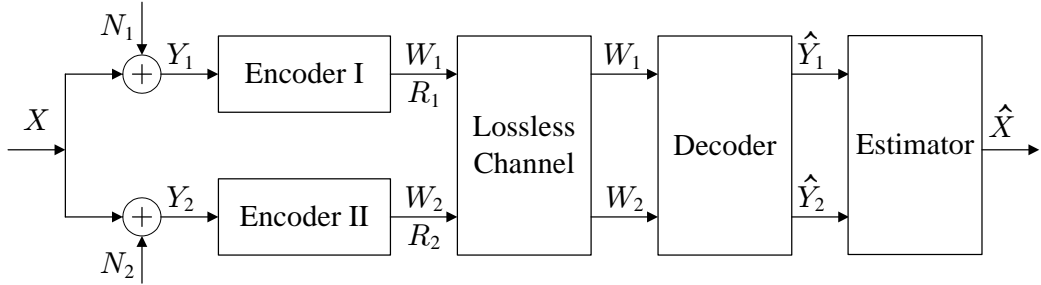 N₁
Y₁
Encoder I
W₁
R₁
W₁
Ŷ₁
X
Lossless
Channel
Decoder
Estimator
X̂
Y₂
Encoder II
W₂
R₂
W₂
Ŷ₂
N₂